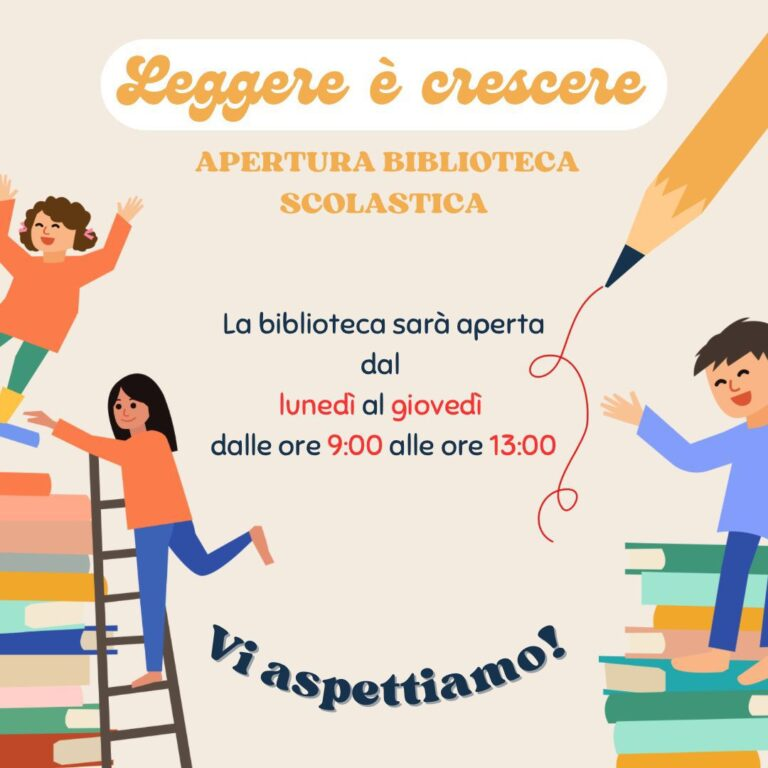 Leggere è crescere
APERTURA BIBLIOTECA
SCOLASTICA
La biblioteca sarà aperta
dal
lunedì al giovedì
dalle ore 9:00 alle ore 13:00
Vi aspettiamo!